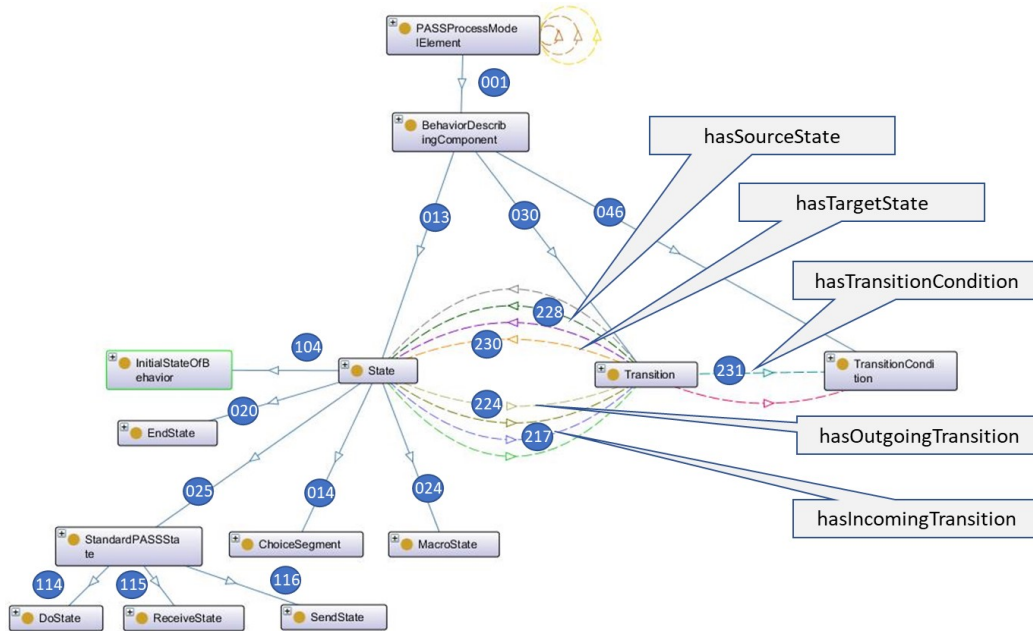 PASSProcessMode
lElement
001
BehaviorDescri
bingComponent
hasSourceState
hasTargetState
013
030
046
hasTransitionCondition
228
104
230
InitialStateOfB
ehavior
State
Transition
231
TransitionCondi
tion
020
224
EndState
217
hasOutgoingTransition
025
014
024
hasIncomingTransition
StandardPASSSta
te
ChoiceSegment
MacroState
114
115
116
DoState
ReceiveState
SendState